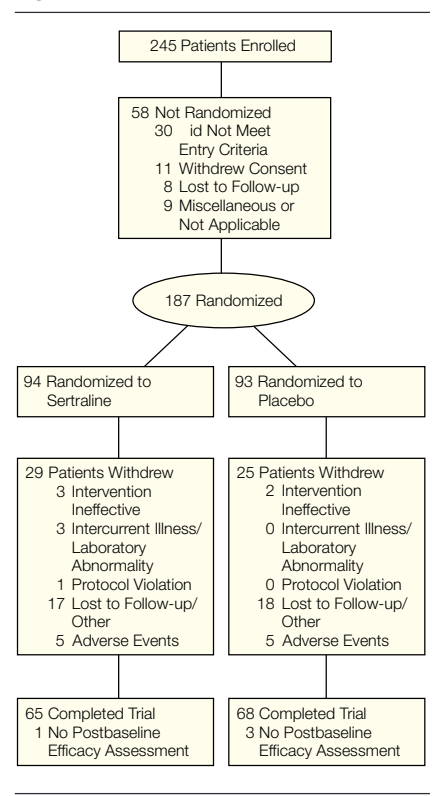 245 Patients Enrolled
58 Not Randomized
30 id Not Meet
Entry Criteria
11 Withdrew Consent
8 Lost to Follow-up
9 Miscellaneous or
Not Applicable
187 Randomized
94 Randomized to
Sertraline
93 Randomized to
Placebo
29 Patients Withdrew
3 Intervention
Ineffective
3 Intercurrent Illness/
Laboratory
Abnormality
1 Protocol Violation
17 Lost to Follow-up/
Other
5 Adverse Events
25 Patients Withdrew
2 Intervention
Ineffective
0 Intercurrent Illness/
Laboratory
Abnormality
0 Protocol Violation
18 Lost to Follow-up/
Other
5 Adverse Events
65 Completed Trial
1 No Postbaseline
Efficacy Assessment
68 Completed Trial
3 No Postbaseline
Efficacy Assessment